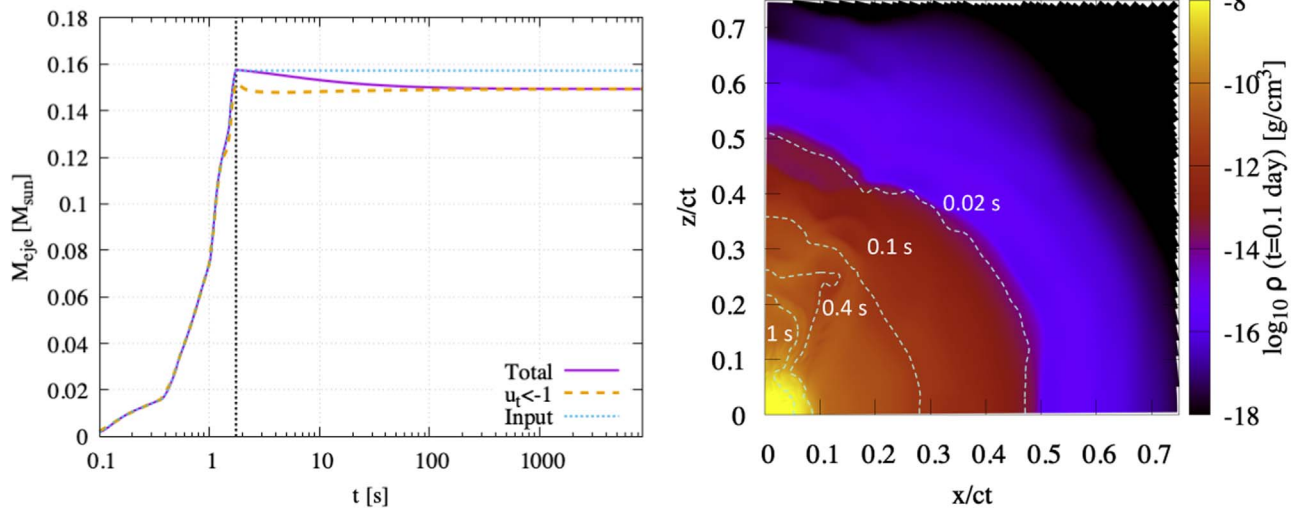 0.18
0.16
0.14
0.12
0.1
0.08
0.06
0.04
0.02
0
M_eje [M_sun]
0.1 1 10 100 1000
t [s]
Total
u_t<-1
Input
0.7
0.6
0.5
0.4
0.3
0.2
0.1
0
z/ct
0 0.1 0.2 0.3 0.4 0.5 0.6 0.7
x/ct
0.02 s
0.1 s
0.4 s
1 s
-8
-10
-12
-14
-16
-18
log₁₀ ρ (t=0.1 day) [g/cm³]